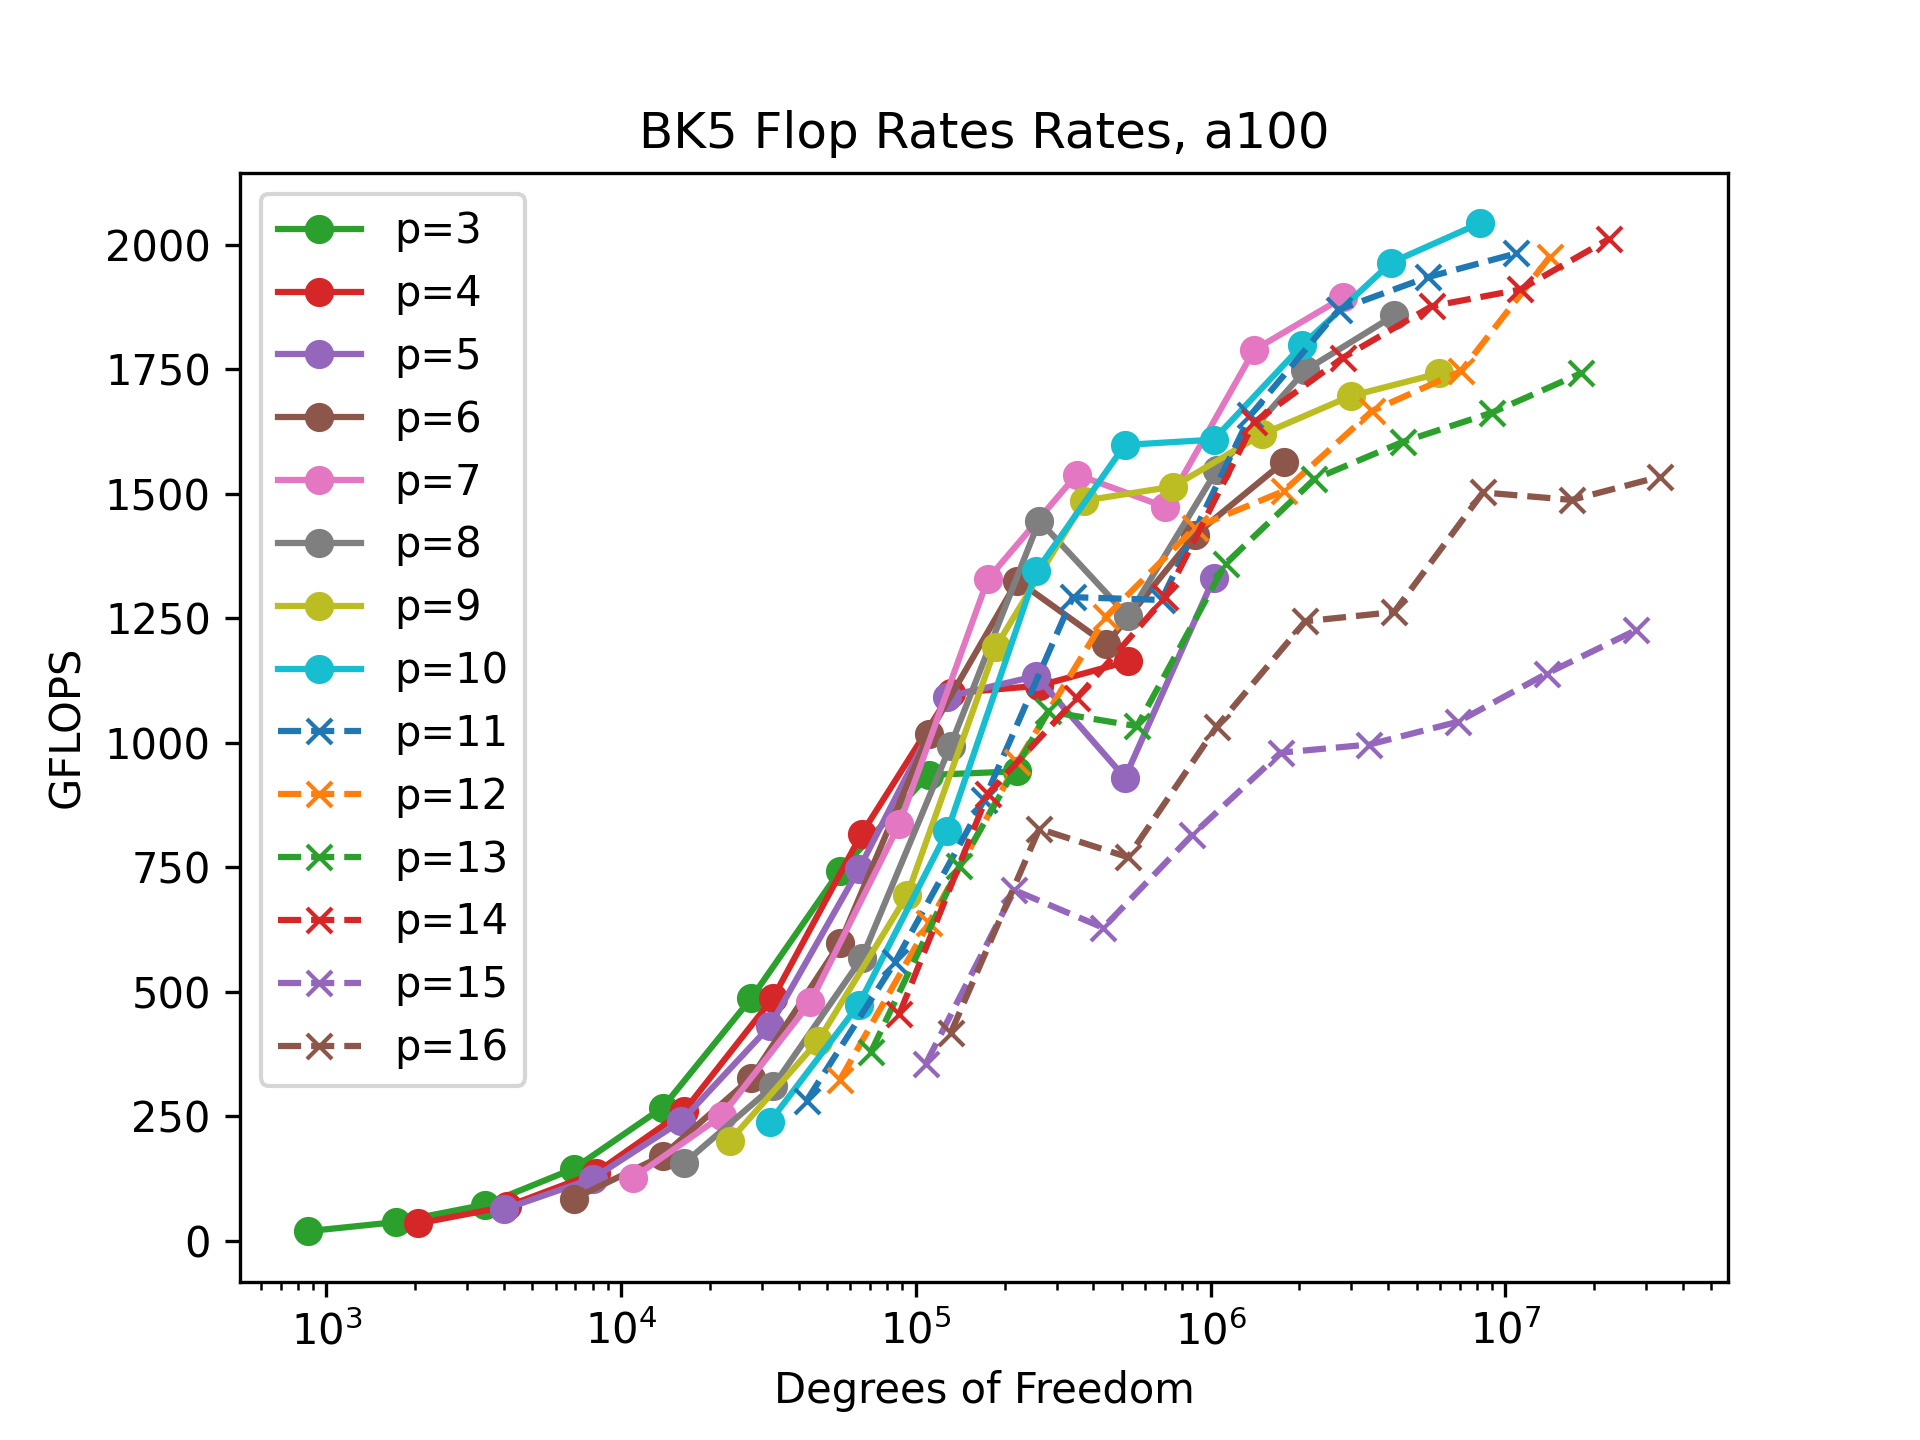 BK5 Flop Rates Rates, a100
p=3
p=4
p=5
p=6
p=7
p=8
p=9
p=10
p=11
p=12
p=13
p=14
p=15
p=16
GFLOPS
2000
1750
1500
1250
1000
750
500
250
0
10³ 10⁴ 10⁵ 10⁶ 10⁷
Degrees of Freedom